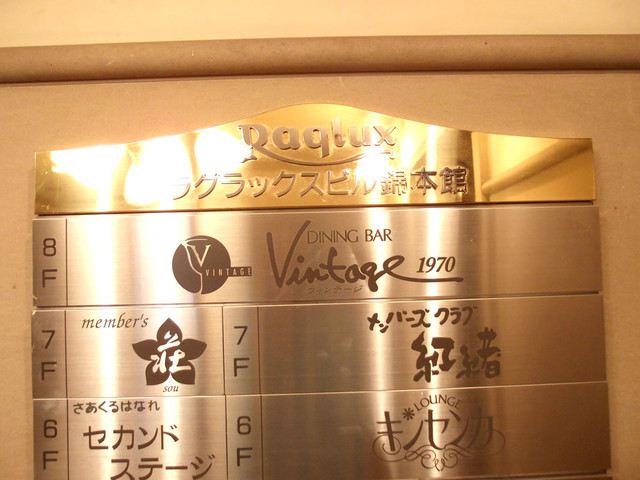 Raqlux
ラグラックスビル錦本館
8F
V
VINTAGE
DINING BAR
Vintage 1970
ヴィンテージ
7F
member's
荘
sou
7F
メンバーズクラブ
紅緒
6F
さあくるはなれ
セカンド
ステージ
6F
LOUNGE
キノセンカ